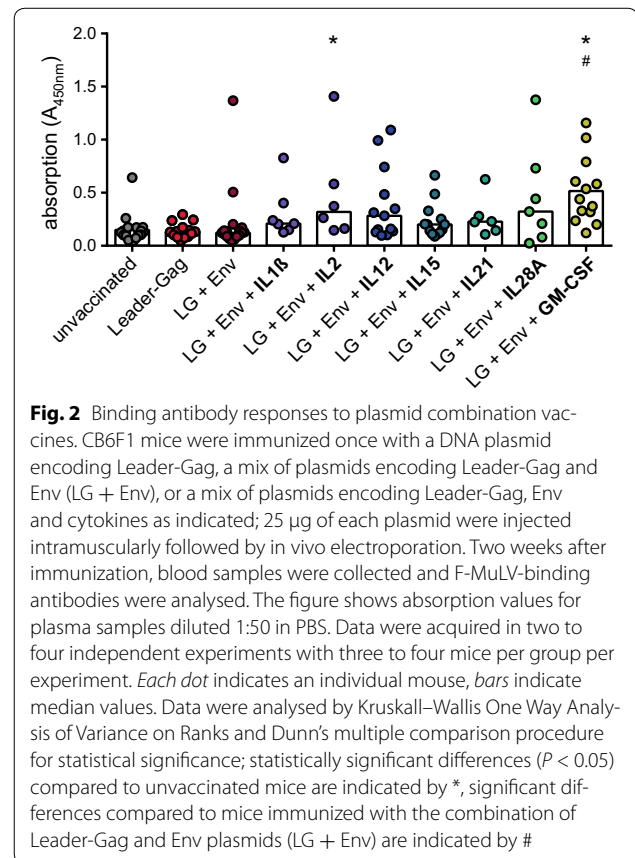 * *
#
2.0
1.5
1.0
0.5
0.0
absorption (A450nm)
unvaccinated
Leader-Gag
LG + Env
LG + Env + IL1ß
LG + Env + IL2
LG + Env + IL12
LG + Env + IL15
LG + Env + IL21
LG + Env + IL28A
LG + Env + GM-CSF
Fig. 2 Binding antibody responses to plasmid combination vac-
cines. CB6F1 mice were immunized once with a DNA plasmid
encoding Leader-Gag, a mix of plasmids encoding Leader-Gag and
Env (LG + Env), or a mix of plasmids encoding Leader-Gag, Env
and cytokines as indicated; 25 µg of each plasmid were injected
intramuscularly followed by in vivo electroporation. Two weeks after
immunization, blood samples were collected and F-MuLV-binding
antibodies were analysed. The figure shows absorption values for
plasma samples diluted 1:50 in PBS. Data were acquired in two to
four independent experiments with three to four mice per group per
experiment. Each dot indicates an individual mouse, bars indicate
median values. Data were analysed by Kruskall–Wallis One Way Analy-
sis of Variance on Ranks and Dunn's multiple comparison procedure
for statistical significance; statistically significant differences (P < 0.05)
compared to unvaccinated mice are indicated by *, significant dif-
ferences compared to mice immunized with the combination of
Leader-Gag and Env plasmids (LG + Env) are indicated by #